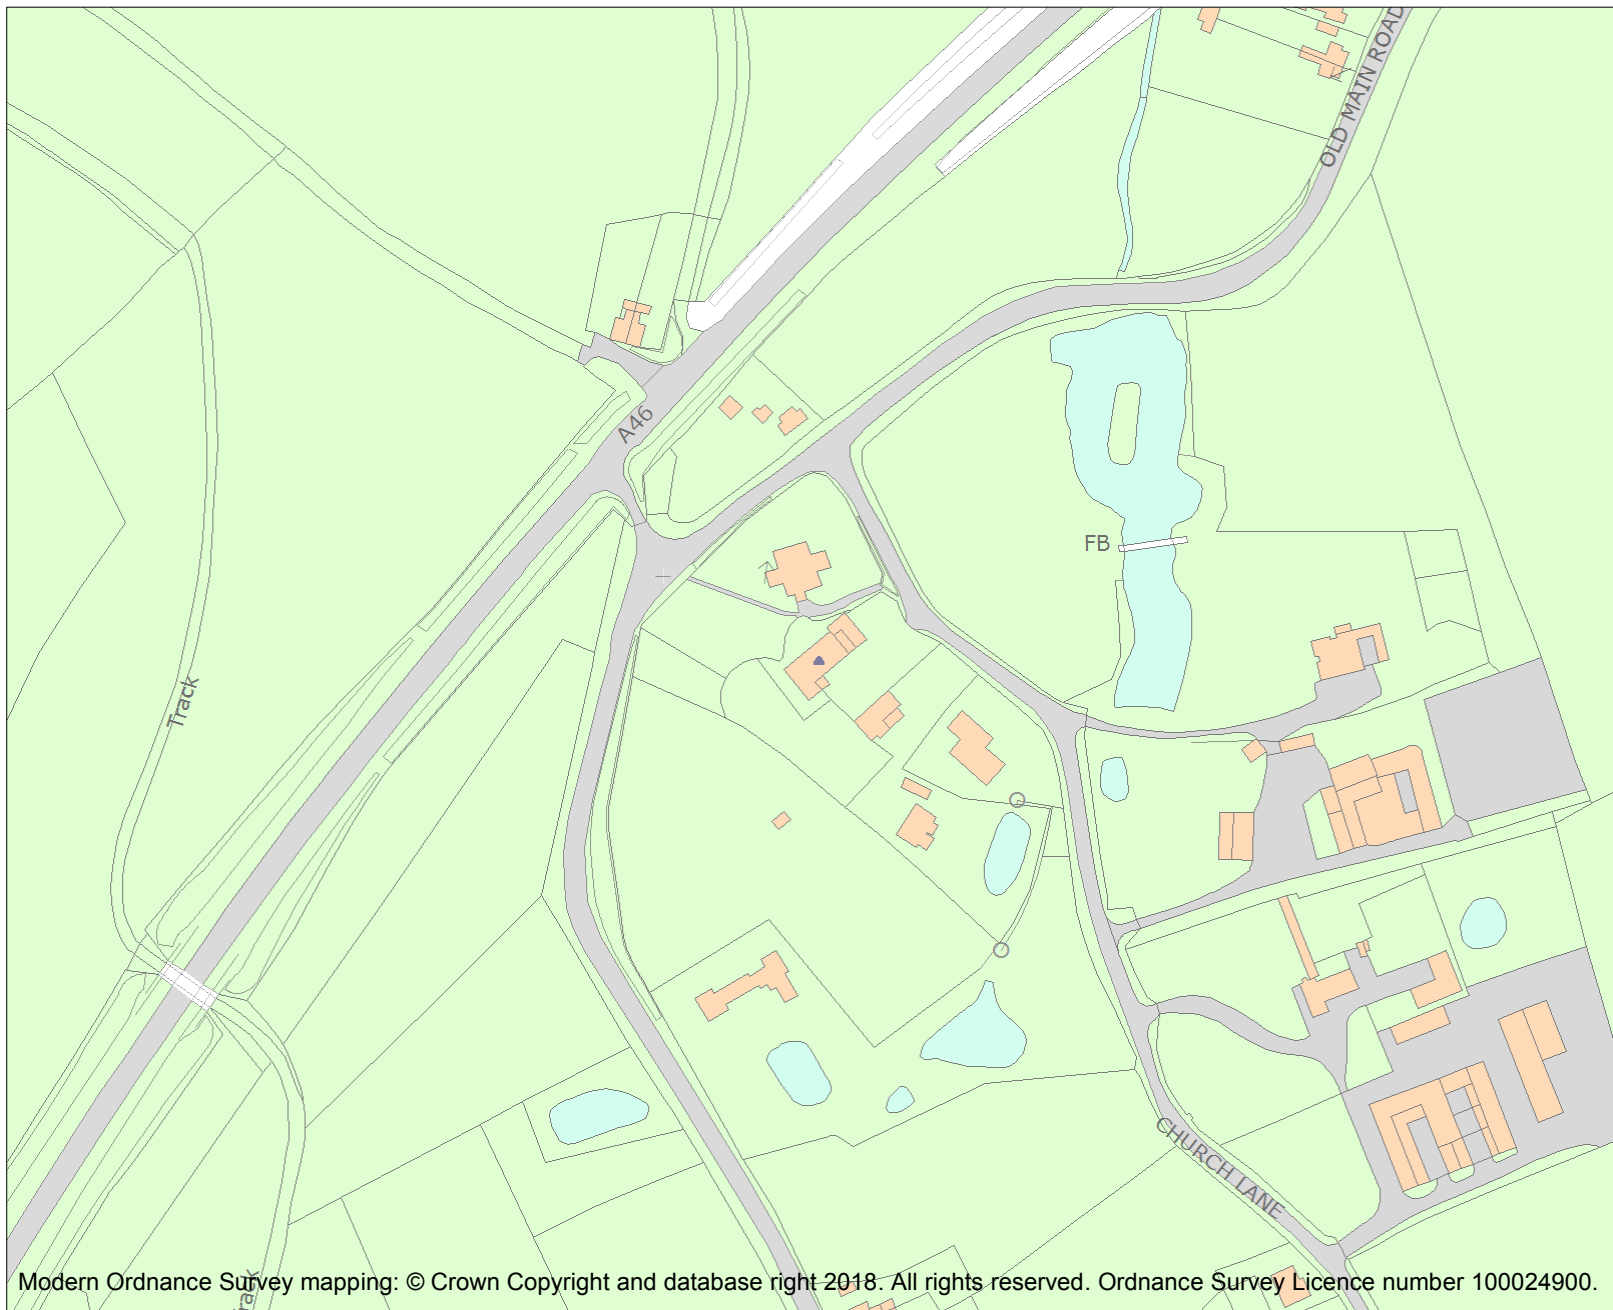 OLD MAIN ROAD
A46
FB
Track
CHURCH LANE
Track
Modern Ordnance Survey mapping: © Crown Copyright and database right 2018. All rights reserved. Ordnance Survey Licence number 100024900.